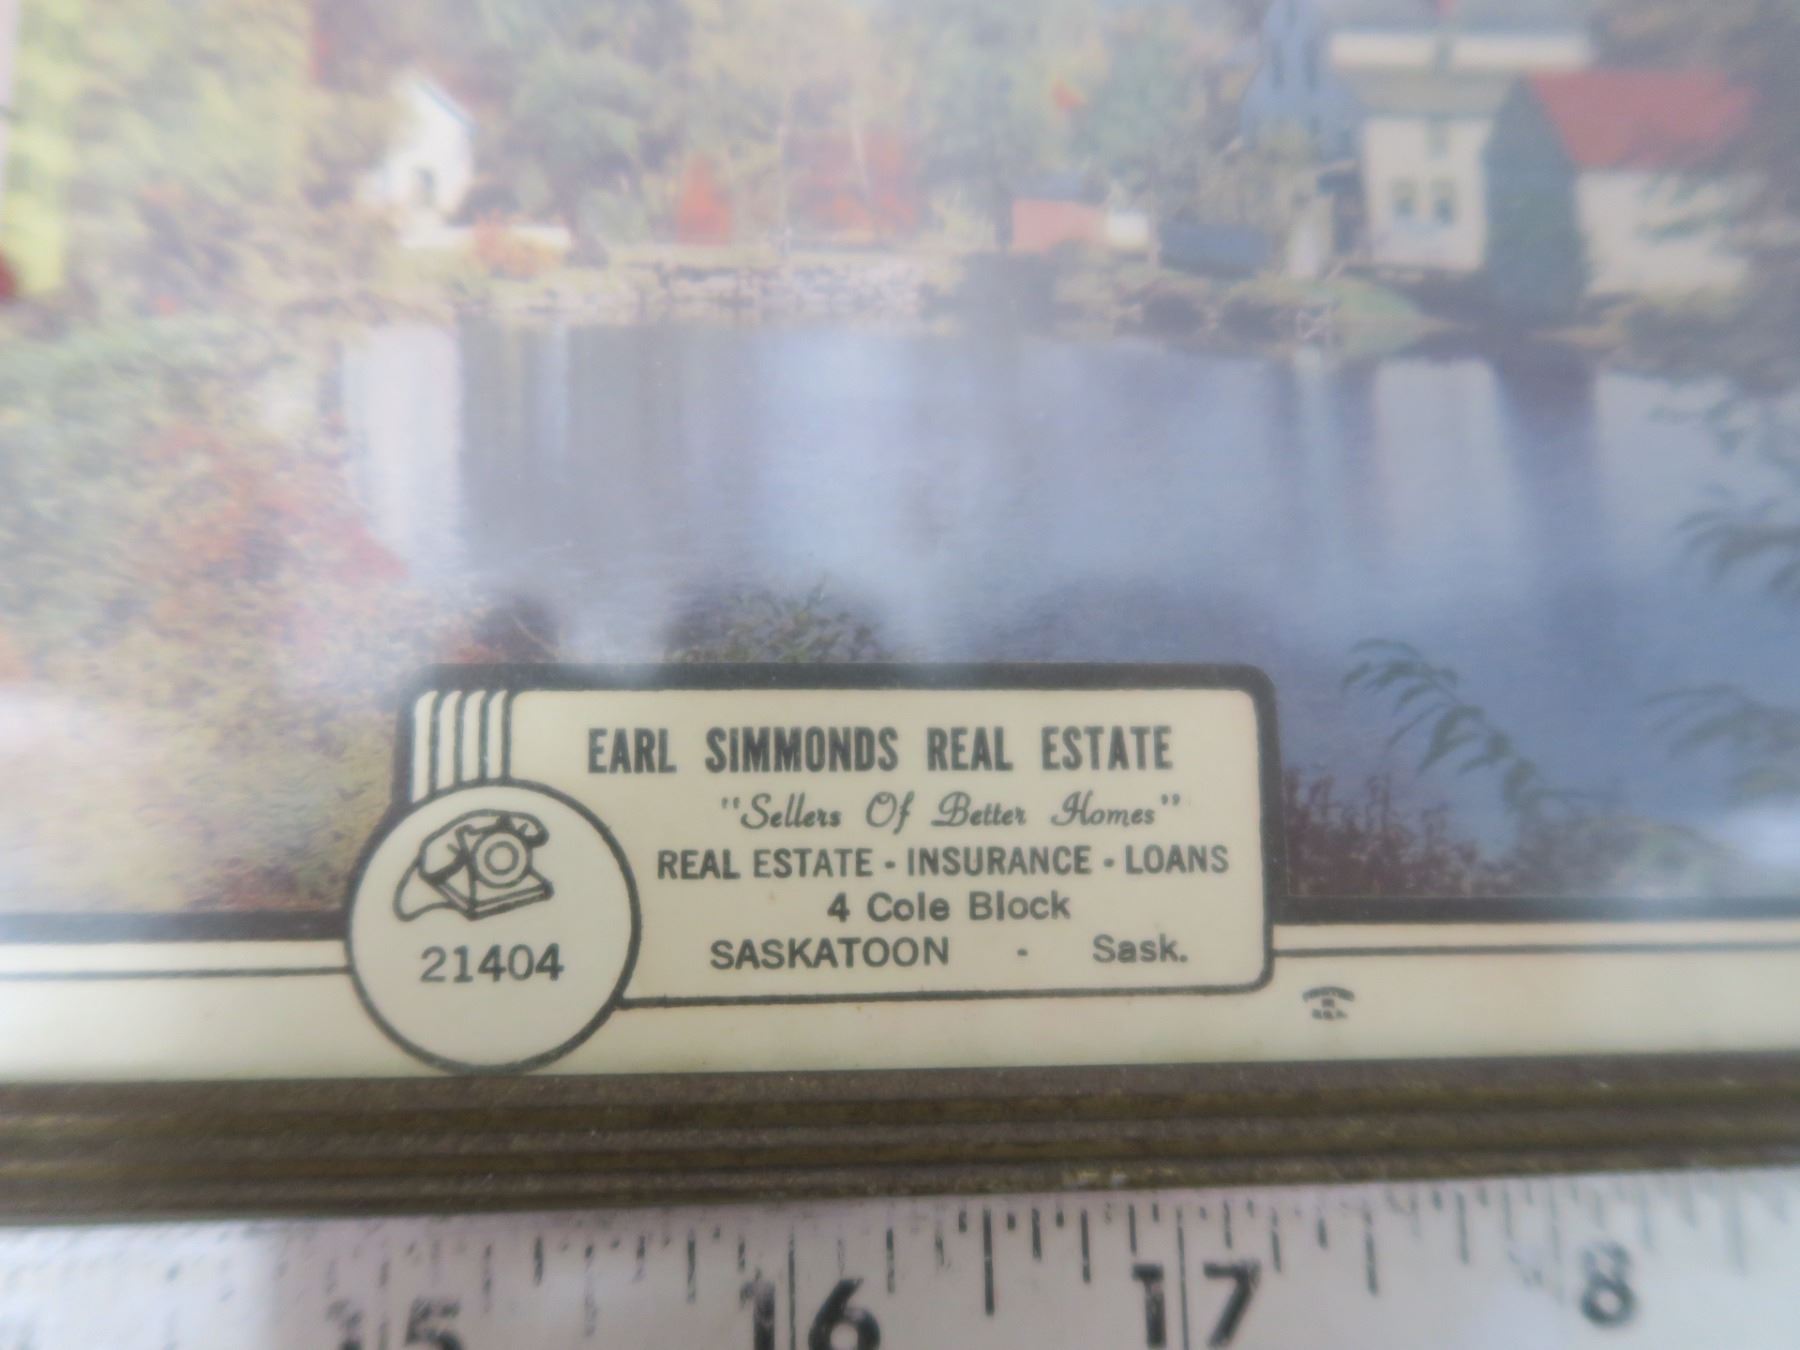 EARL SIMMONDS REAL ESTATE
"Sellers Of Better Homes"
REAL ESTATE - INSURANCE - LOANS
4 Cole Block
SASKATOON - Sask.
21404
15 16 17 8